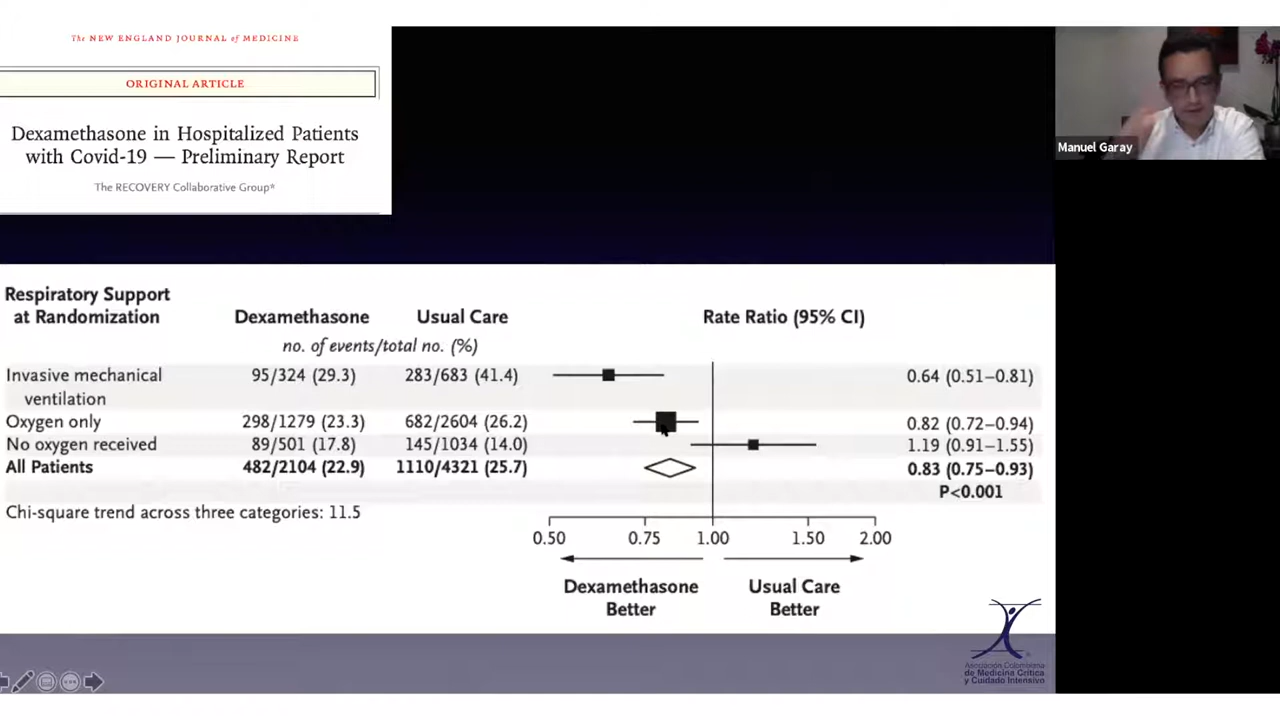 The NEW ENGLAND JOURNAL of MEDICINE
ORIGINAL ARTICLE
Dexamethasone in Hospitalized Patients
with Covid-19 — Preliminary Report
The RECOVERY Collaborative Group*
Manuel Garay
Respiratory Support
at Randomization
Dexamethasone
Usual Care
Rate Ratio (95% CI)
no. of events/total no. (%)
Invasive mechanical
ventilation
95/324 (29.3)
283/683 (41.4)
0.64 (0.51–0.81)
Oxygen only
298/1279 (23.3)
682/2604 (26.2)
0.82 (0.72–0.94)
No oxygen received
89/501 (17.8)
145/1034 (14.0)
1.19 (0.91–1.55)
All Patients
482/2104 (22.9)
1110/4321 (25.7)
0.83 (0.75–0.93)
P<0.001
Chi-square trend across three categories: 11.5
0.50
0.75
1.00
1.50
2.00
Dexamethasone
Better
Usual Care
Better
Asociación Colombiana
de Medicina Crítica
y Cuidado Intensivo